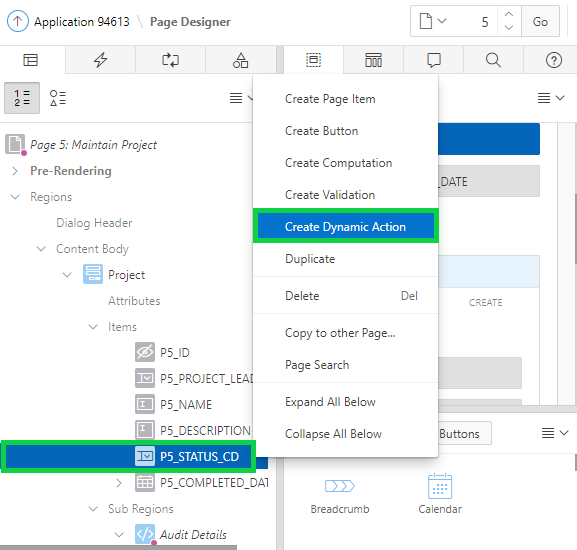 Application 94613 \ Page Designer
5
Go
1
2
Page 5: Maintain Project
Pre-Rendering
Regions
Dialog Header
Content Body
Project
Attributes
Items
P5_ID
P5_PROJECT_LEAD
P5_NAME
P5_DESCRIPTION
P5_STATUS_CD
P5_COMPLETED_DAT
Sub Regions
Audit Details
Create Page Item
Create Button
Create Computation
Create Validation
Create Dynamic Action
Duplicate
Delete Del
Copy to other Page...
Page Search
Expand All Below
Collapse All Below
_DATE
CREATE
Buttons
Breadcrumb
Calendar